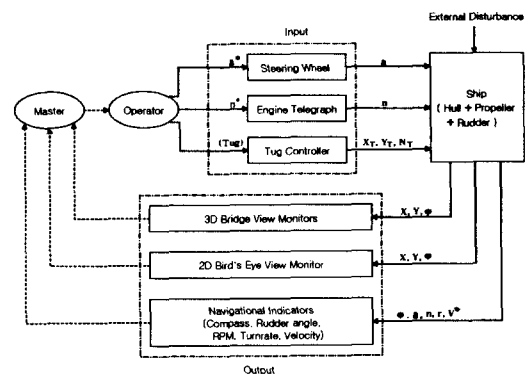 External Disturbance
Input
Steering Wheel
Engine Telegraph
Tug Controller
Master
Operator
n*
(Tug)
n
X_T, Y_T, N_T
Ship
( Hull + Propeller
+ Rudder )
3D Bridge View Monitors
X, Y, φ
2D Bird's Eye View Monitor
X, Y, φ
Navigational Indicators
(Compass, Rudder angle,
RPM, Turnrate, Velocity)
n, r, V*
Output